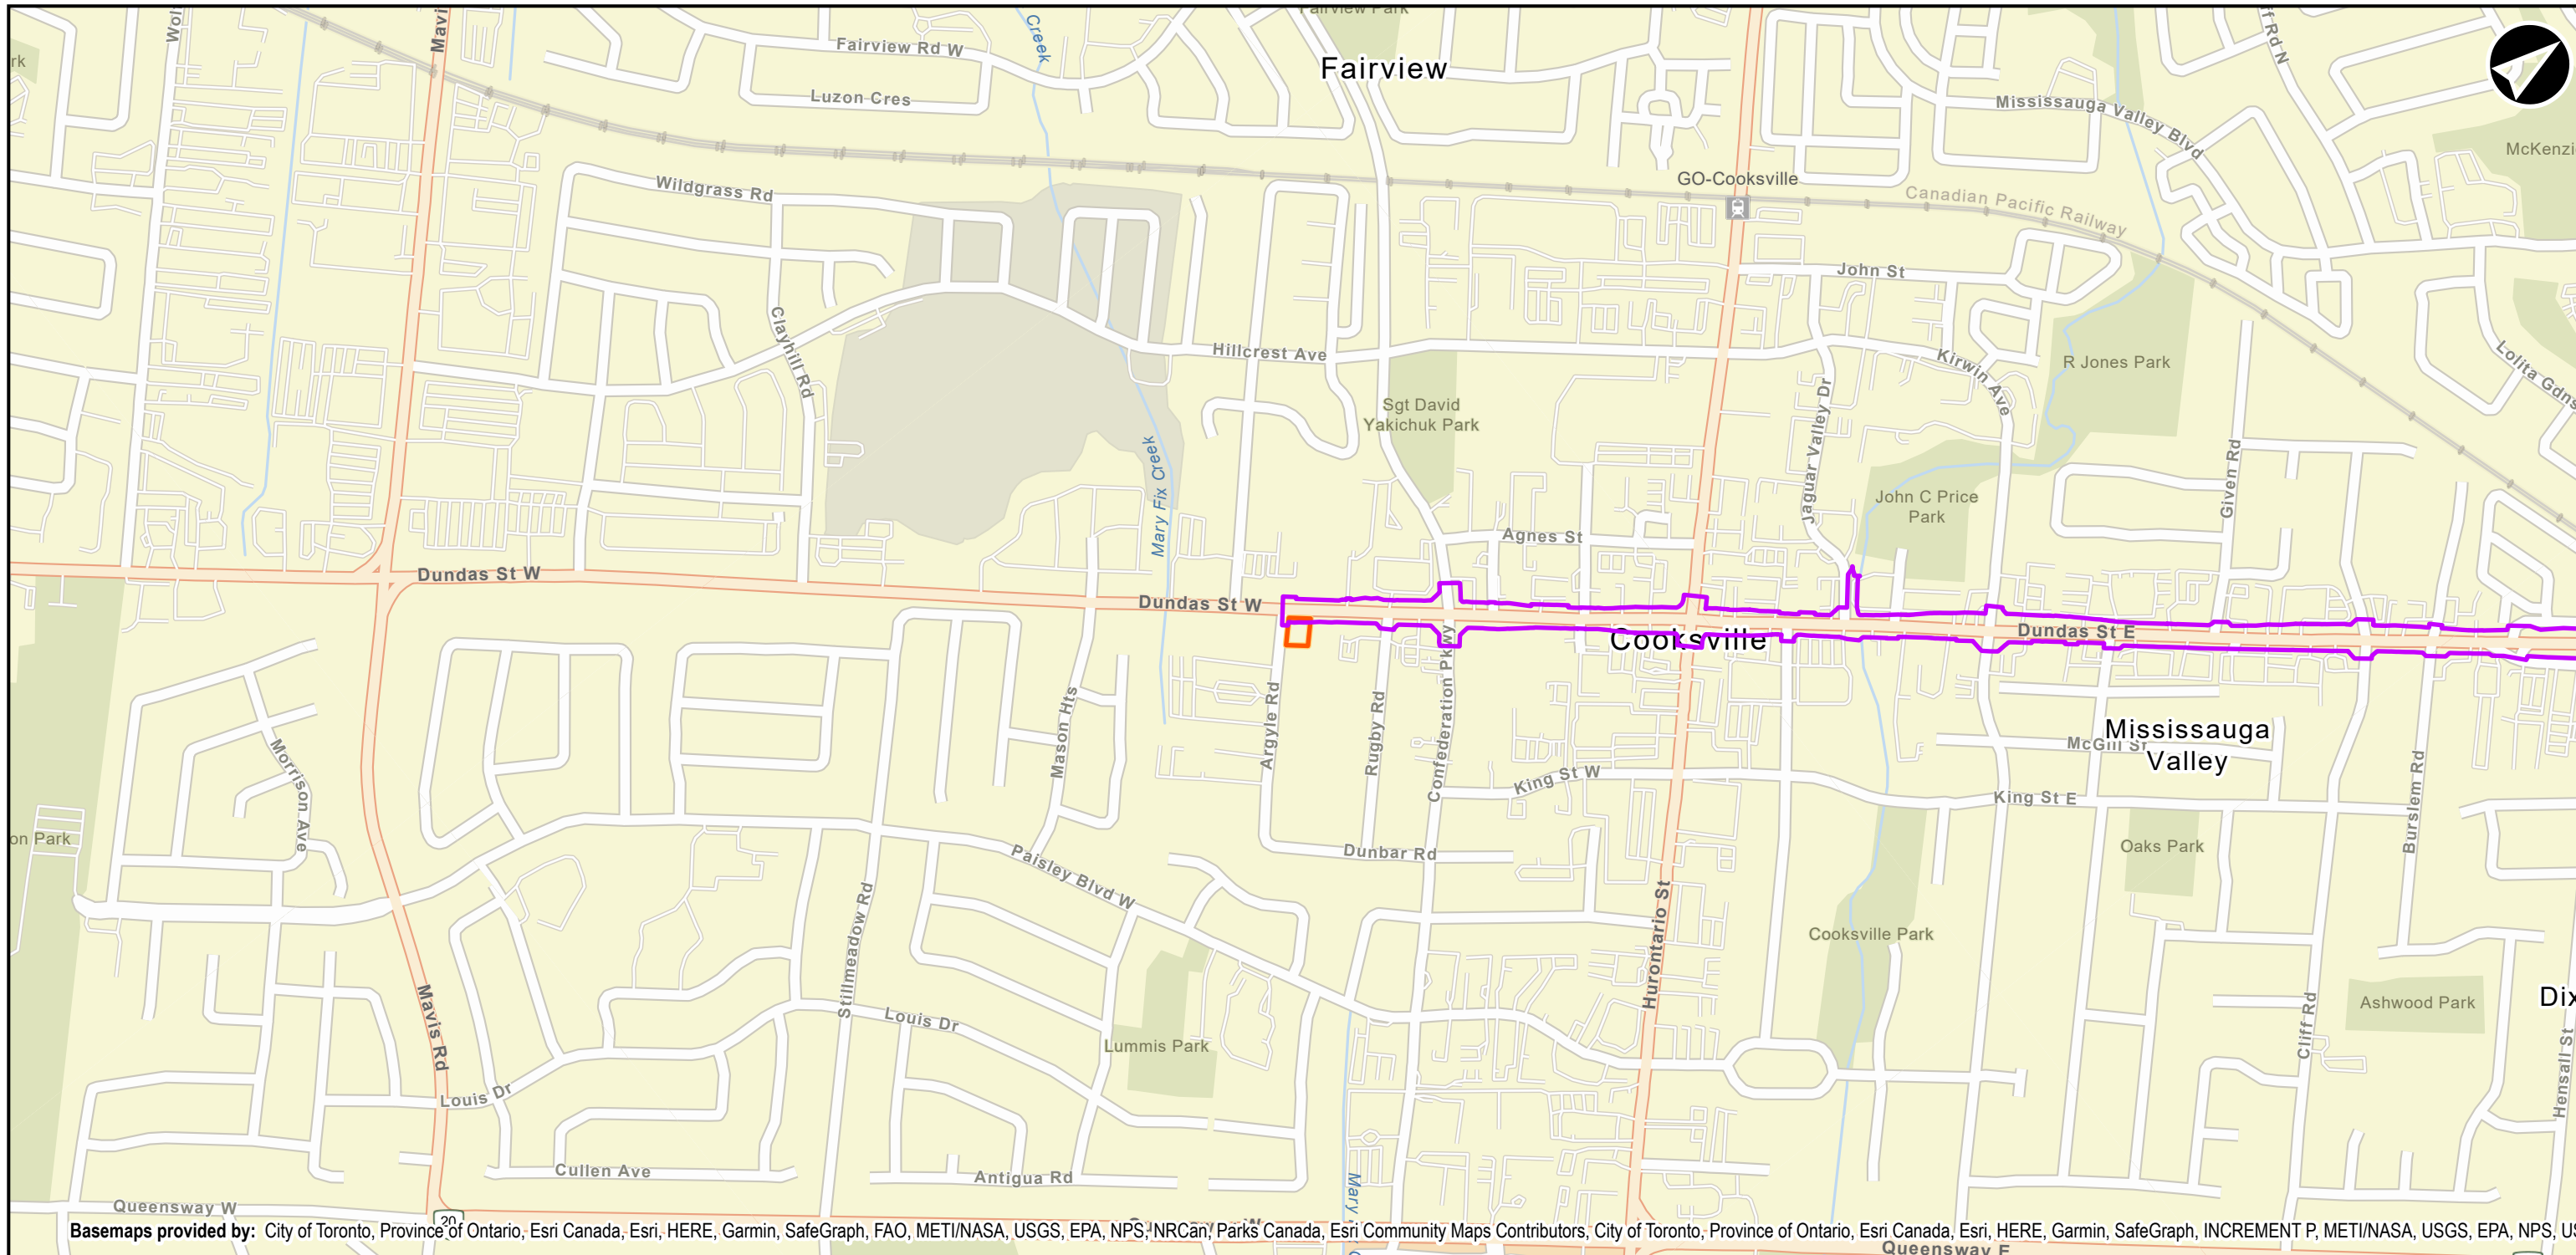 Fairview Park
Creek
Fairview Rd W
Fairview
Luzon Cres
Mississauga Valley Blvd
McKenzi
GO-Cooksville
Canadian Pacific Railway
Wildgrass Rd
John St
Clayhill Rd
Hillcrest Ave
Kirwin Ave
R Jones Park
Lolita Gdns
Sgt David
Yakichuk Park
Jaguar Valley Dr
Given Rd
Mary Fix Creek
John C Price
Park
Agnes St
Dundas St W
Dundas St W
Cooksville
Dundas St E
Argyle Rd
Rugby Rd
Confederation Pkwy
Mason Hts
Morrison Ave
Mississauga
Valley
McGill St
King St W
King St E
Burslem Rd
on Park
Dunbar Rd
Oaks Park
Paisley Blvd W
Stillmeadow Rd
Hurontario St
Cooksville Park
Mavis Rd
Louis Dr
Lummis Park
Ashwood Park
Cliff Rd
Dix
Hensall St
Louis Dr
Cullen Ave
Antigua Rd
Mary
Queensway W
20
Basemaps provided by: City of Toronto, Province of Ontario, Esri Canada, Esri, HERE, Garmin, SafeGraph, FAO, METI/NASA, USGS, EPA, NPS, NRCan, Parks Canada, Esri Community Maps Contributors, City of Toronto, Province of Ontario, Esri Canada, Esri, HERE, Garmin, SafeGraph, INCREMENT P, METI/NASA, USGS, EPA, NPS, US
Queensway E